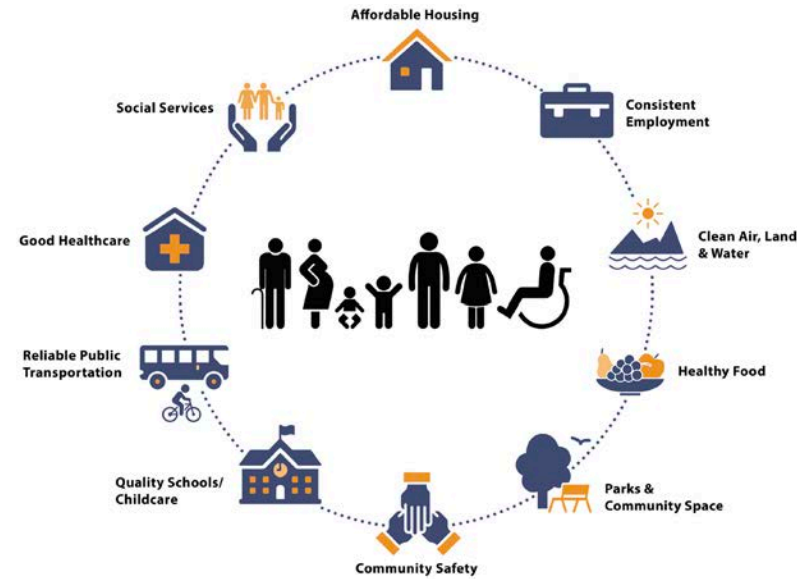 Affordable Housing
Consistent
Employment
Clean Air, Land
& Water
Healthy Food
Parks &
Community Space
Community Safety
Quality Schools/
Childcare
Reliable Public
Transportation
Good Healthcare
Social Services